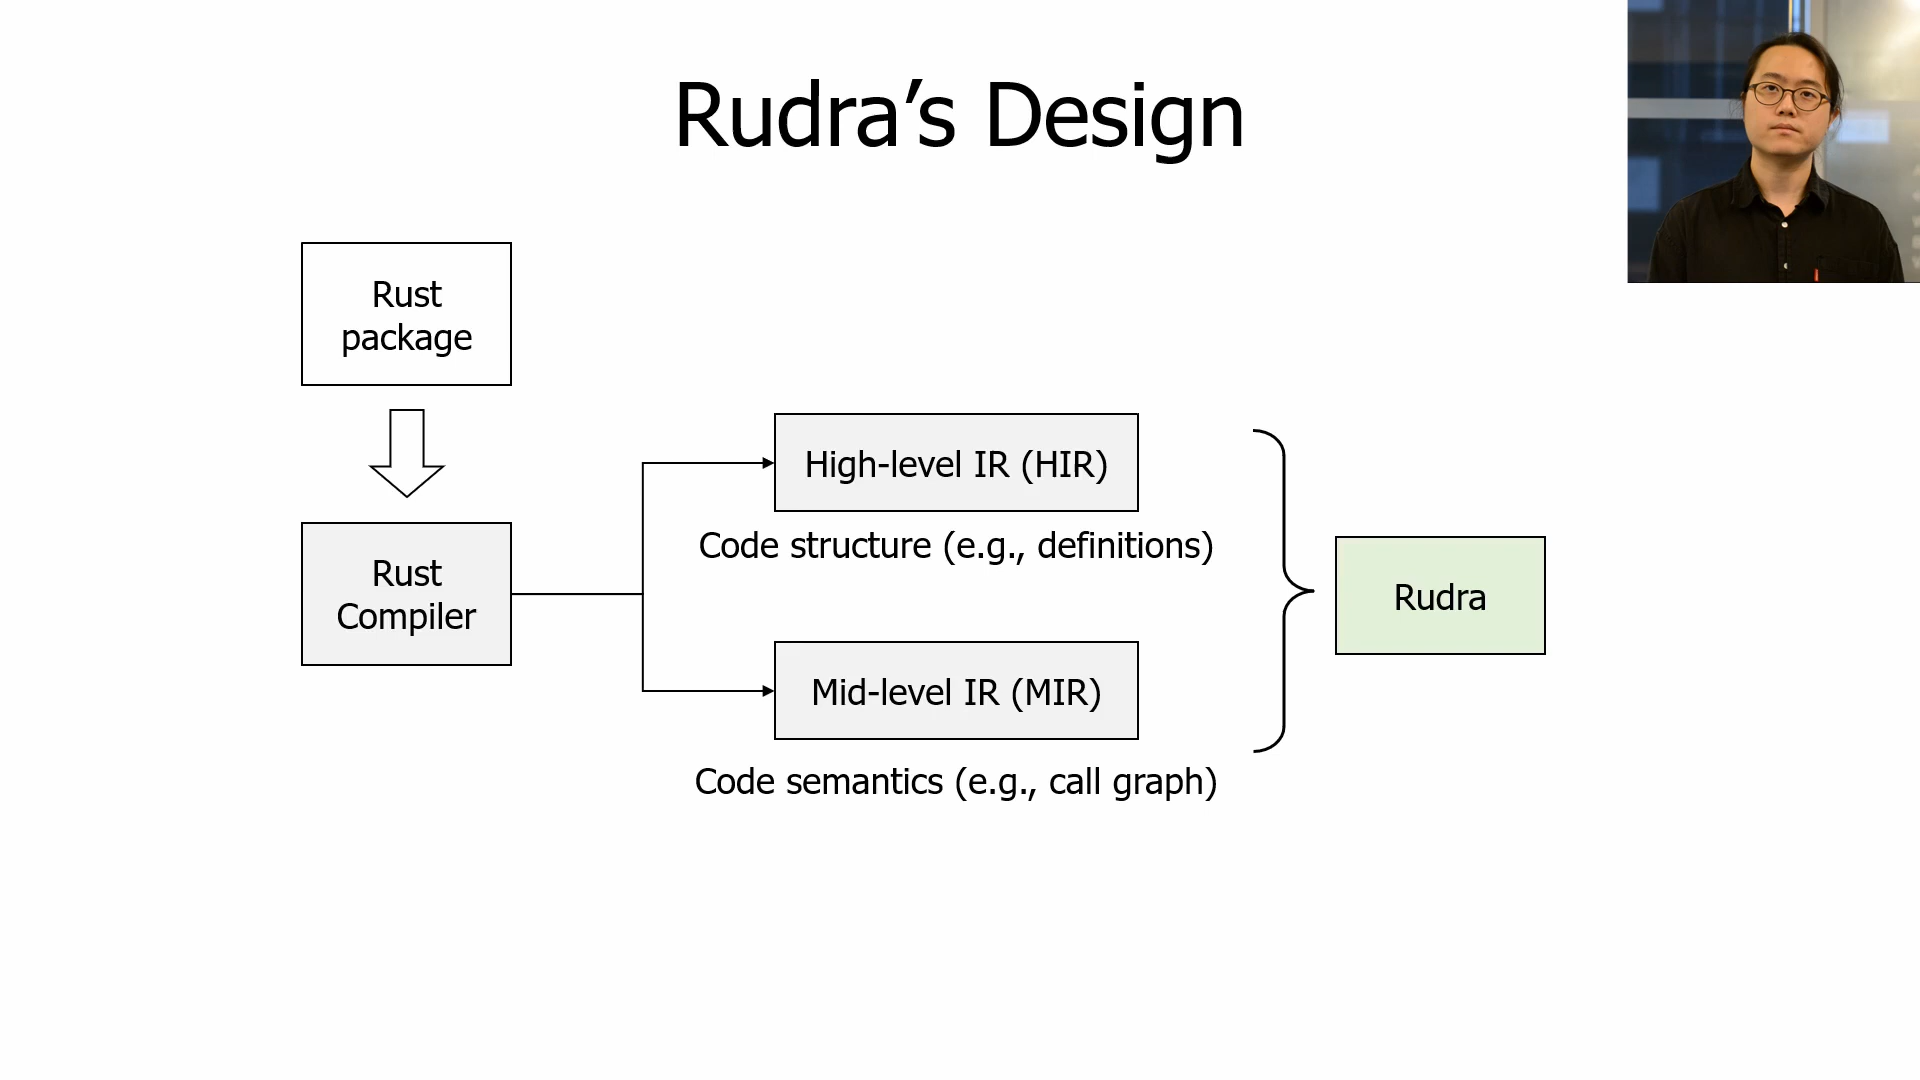 Rudra’s Design
Rust
package
Rust
Compiler
High-level IR (HIR)
Code structure (e.g., definitions)
Mid-level IR (MIR)
Code semantics (e.g., call graph)
Rudra